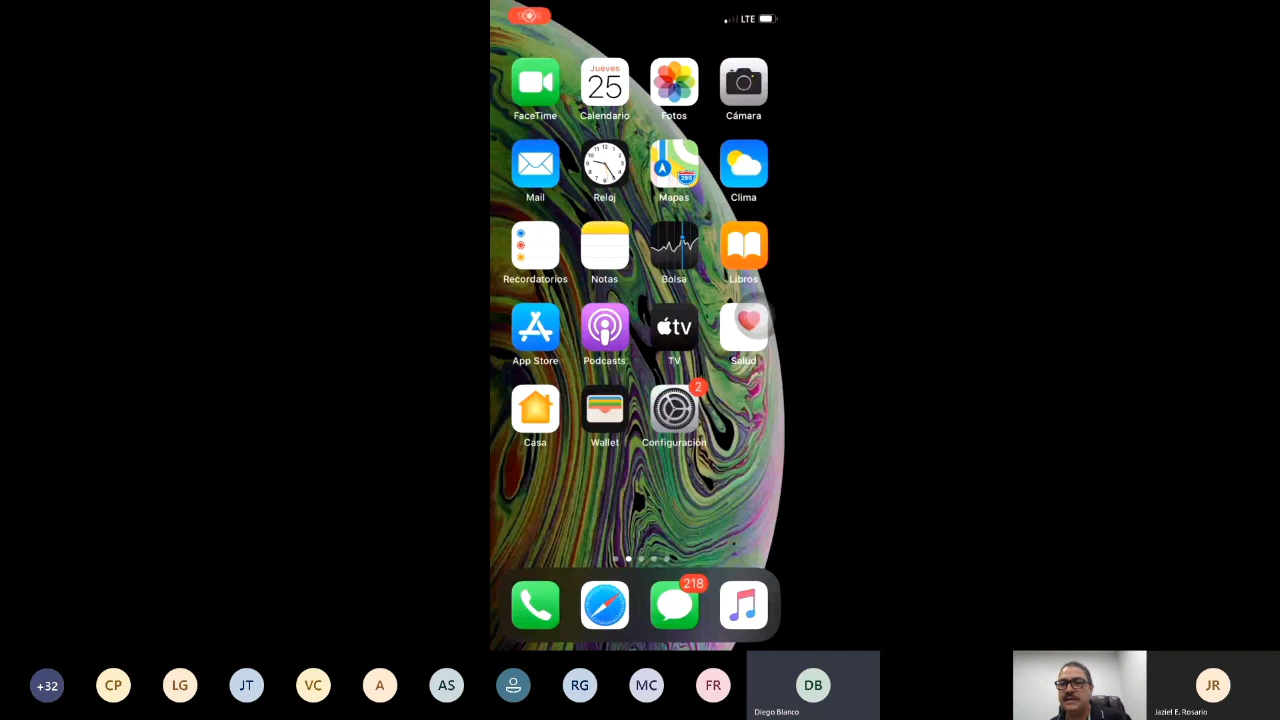 LTE
Jueves
25
FaceTime
Calendario
Fotos
Cámara
12
280
Mail
Reloj
Mapas
Clima
Recordatorios
Notas
Bolsa
Libros
tv
App Store
Podcasts
TV
Salud
2
Casa
Wallet
Configuración
218
+32
CP
LG
JT
VC
A
AS
RG
MC
FR
DB
JR
Diego Blanco
Jaziel E. Rosario